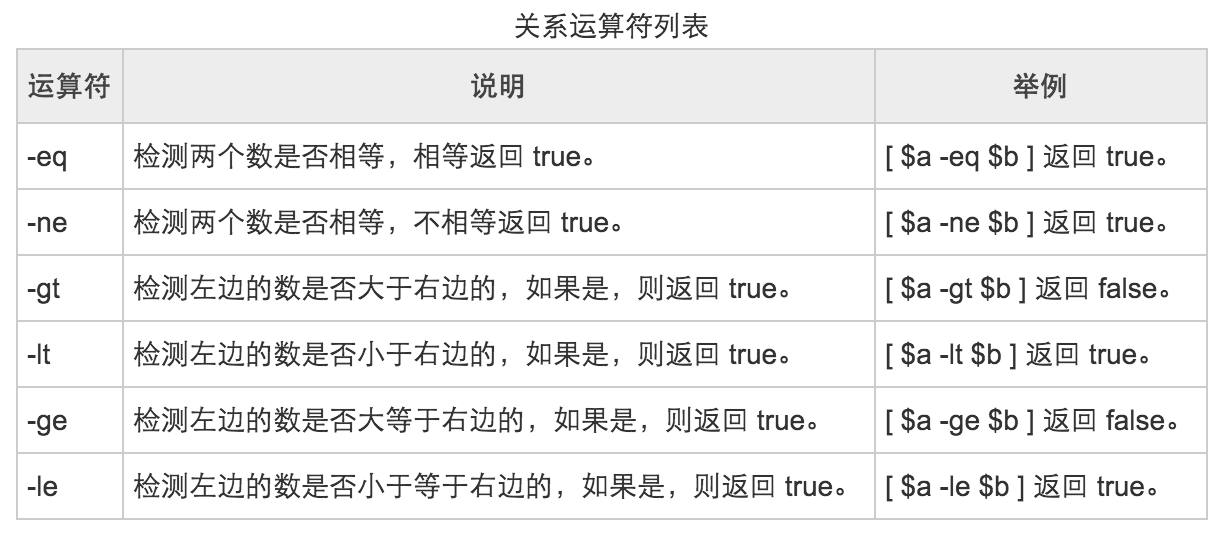 关系运算符列表
运算符 说明 举例
-eq 检测两个数是否相等，相等返回 true。 [ $a -eq $b ] 返回 true。
-ne 检测两个数是否相等，不相等返回 true。 [ $a -ne $b ] 返回 true。
-gt 检测左边的数是否大于右边的，如果是，则返回 true。 [ $a -gt $b ] 返回 false。
-lt 检测左边的数是否小于右边的，如果是，则返回 true。 [ $a -lt $b ] 返回 true。
-ge 检测左边的数是否大等于右边的，如果是，则返回 true。 [ $a -ge $b ] 返回 false。
-le 检测左边的数是否小于等于右边的，如果是，则返回 true。 [ $a -le $b ] 返回 true。